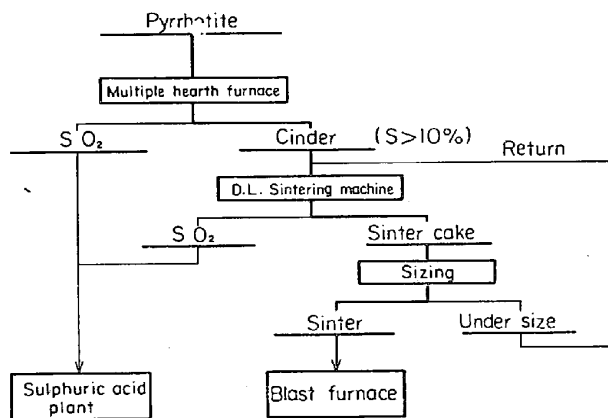 Pyrrhotite
Multiple hearth furnace
SO₂
Cinder (S>10%)
Return
D.L. Sintering machine
SO₂
Sinter cake
Sizing
Sinter
Under size
Sulphuric acid
plant
Blast furnace